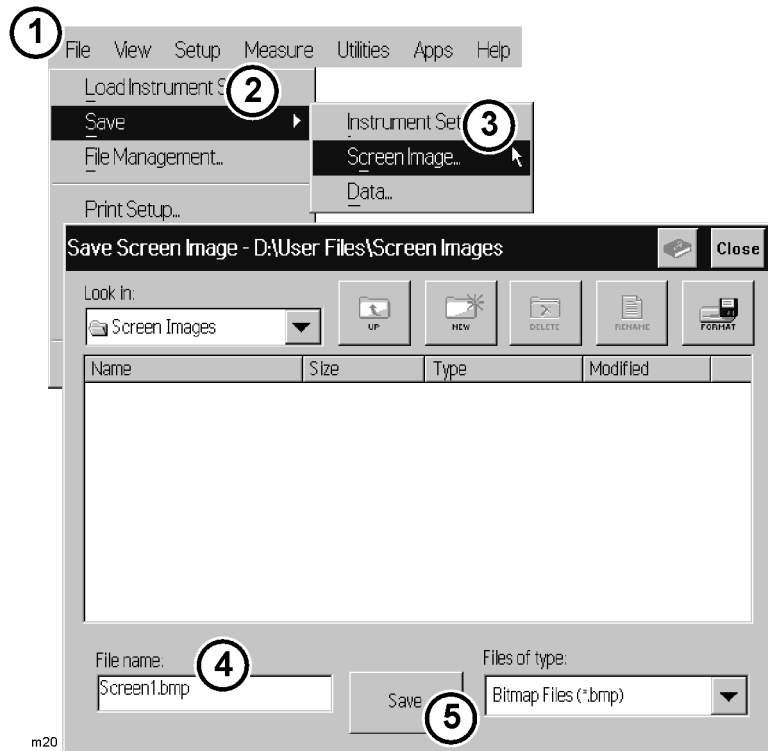 1
File View Setup Measure Utilities Apps Help
Load Instrument S
2
Save
Instrument Set
3
File Management...
Screen Image...
Data...
Print Setup...
Save Screen Image - D:\User Files\Screen Images
Close
Look in:
Screen Images
UP
NEW
DELETE
RENAME
FORMAT
Name Size Type Modified
File name:
4
Screen1.bmp
Save
5
Files of type:
Bitmap Files (*.bmp)
m20